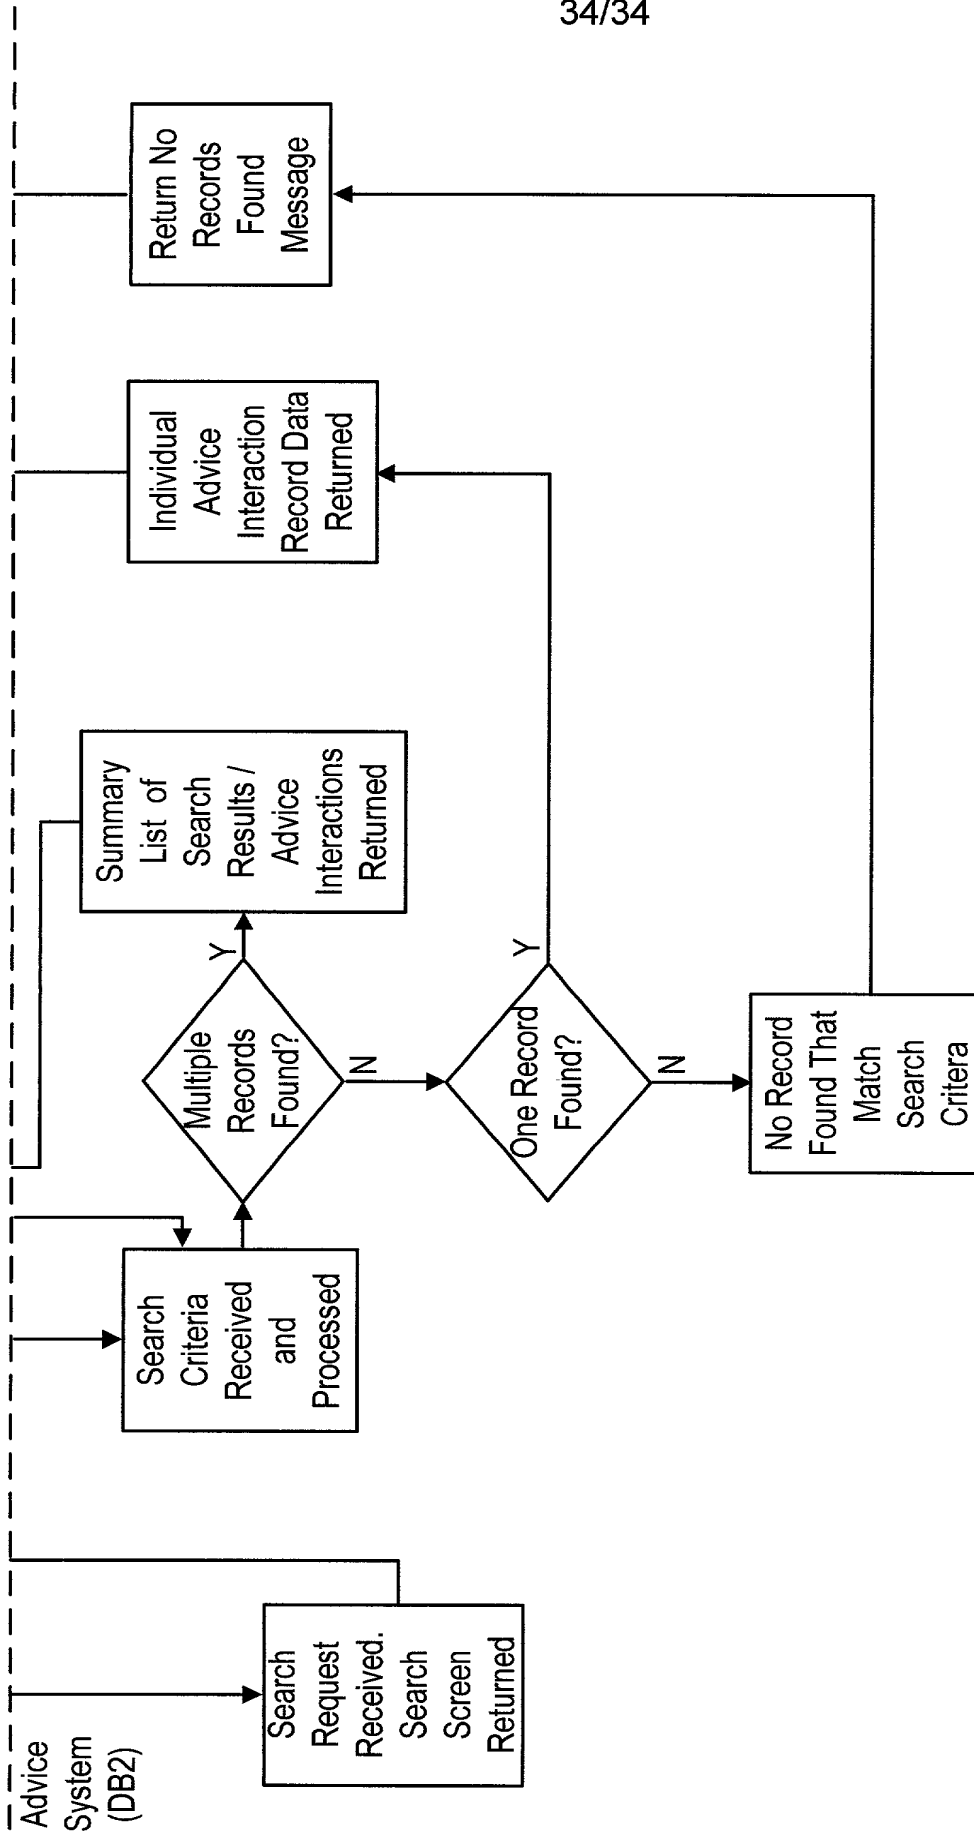 34/34
Advice
System
(DB2)
Search
Request
Received.
Search
Screen
Returned
Search
Criteria
Received
and
Processed
Multiple
Records
Found?
Y
N
Summary
List of
Search
Results /
Advice
Interactions
Returned
One Record
Found?
Y
N
Individual
Advice
Interaction
Record Data
Returned
No Record
Found That
Match
Search
Critera
Return No
Records
Found
Message